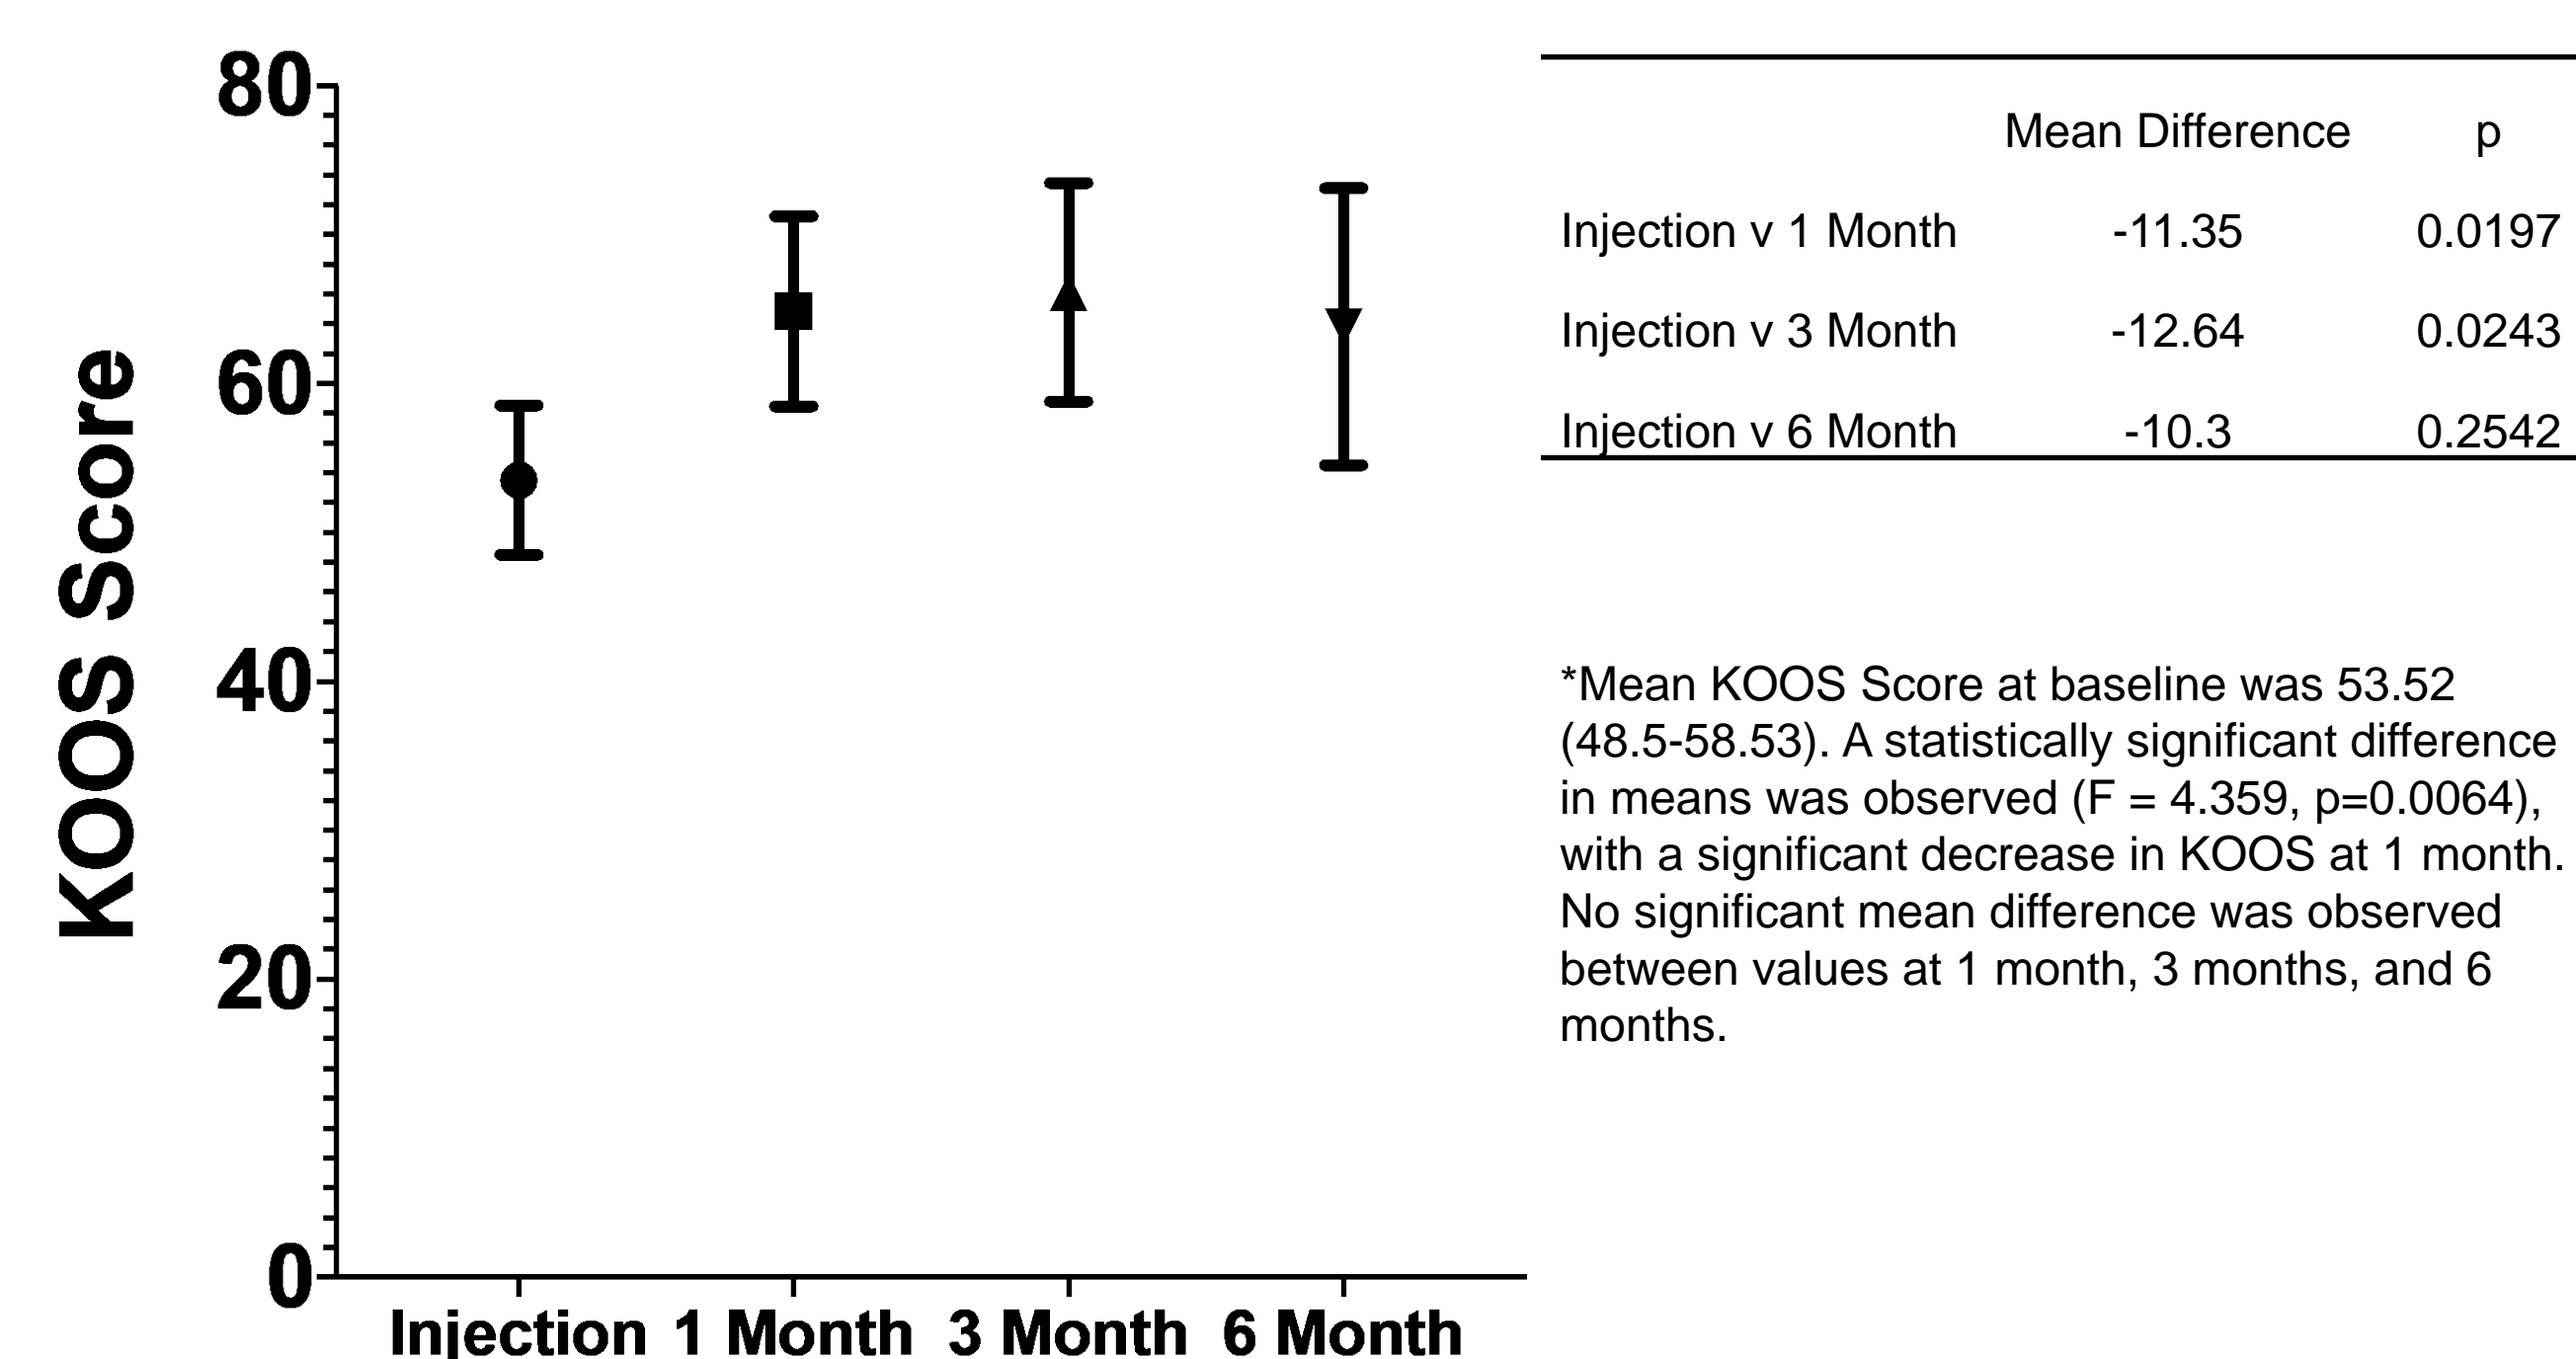 80
60
40
20
0
KOOS Score
Injection 1 Month 3 Month 6 Month
Mean Difference p
Injection v 1 Month -11.35 0.0197
Injection v 3 Month -12.64 0.0243
Injection v 6 Month -10.3 0.2542
*Mean KOOS Score at baseline was 53.52
(48.5-58.53). A statistically significant difference
in means was observed (F = 4.359, p=0.0064),
with a significant decrease in KOOS at 1 month.
No significant mean difference was observed
between values at 1 month, 3 months, and 6
months.